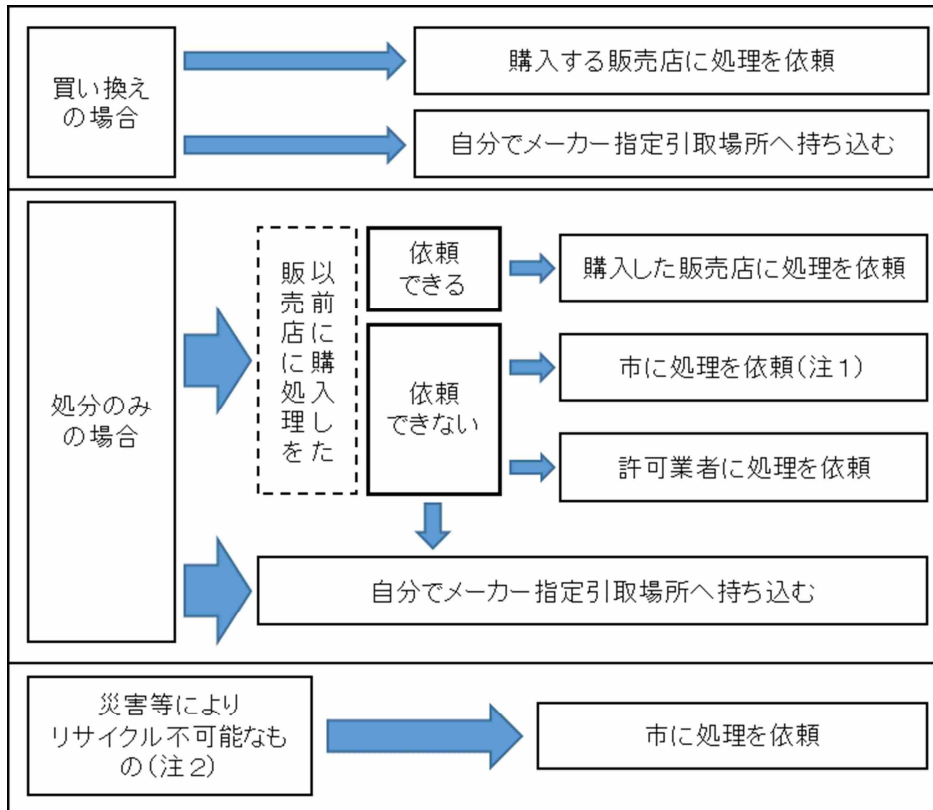 買い換え
の場合
購入する販売店に処理を依頼
自分でメーカー指定引取場所へ持ち込む
処分のみ
の場合
以前に購入した
販売店に処理を
依頼
できる
購入した販売店に処理を依頼
依頼
できない
市に処理を依頼(注1)
許可業者に処理を依頼
自分でメーカー指定引取場所へ持ち込む
災害等により
リサイクル不可能なも
の(注2)
市に処理を依頼